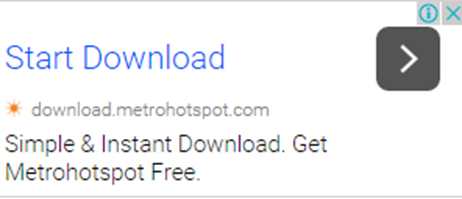 Start Download
download.metrohotspot.com
Simple & Instant Download. Get
Metrohotspot Free.